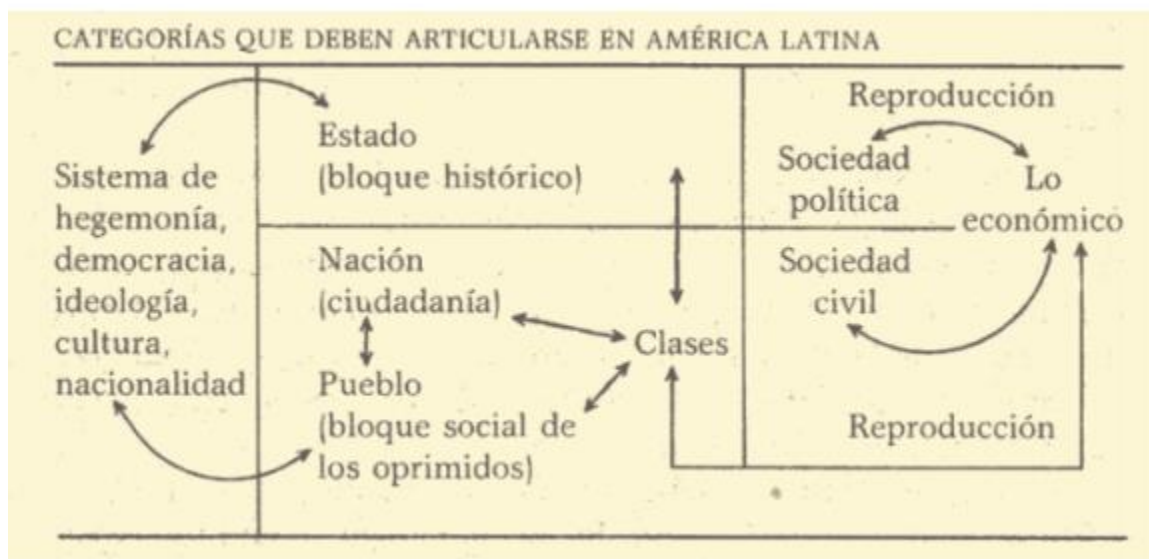 CATEGORÍAS QUE DEBEN ARTICULARSE EN AMÉRICA LATINA
Sistema de
hegemonía,
democracia,
ideología,
cultura,
nacionalidad
Estado
(bloque histórico)
Nación
(ciudadanía)
Pueblo
(bloque social de
los oprimidos)
Clases
Reproducción
Sociedad
política
Lo
económico
Sociedad
civil
Reproducción